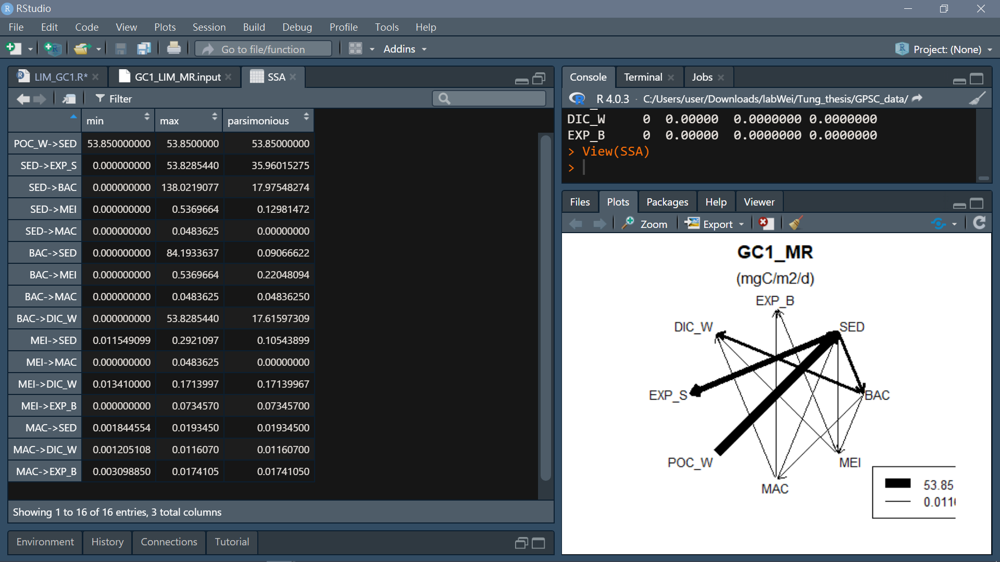 RStudio
File Edit Code View Plots Session Build Debug Profile Tools Help
Go to file/function Addins Project: (None)
LIM_GC1.R* GC1_LIM_MR.input SSA
Filter
min max parsimonious
POC_W->SED 53.850000000 53.8500000 53.85000000
SED->EXP_S 0.000000000 53.8285440 35.96015275
SED->BAC 0.000000000 138.0219077 17.97548274
SED->MEI 0.000000000 0.5369664 0.12981472
SED->MAC 0.000000000 0.0483625 0.00000000
BAC->SED 0.000000000 84.1933637 0.09066622
BAC->MEI 0.000000000 0.5369664 0.22048094
BAC->MAC 0.000000000 0.0483625 0.04836250
BAC->DIC_W 0.000000000 53.8285440 17.61597309
MEI->SED 0.011549099 0.2921097 0.10543899
MEI->MAC 0.000000000 0.0483625 0.00000000
MEI->DIC_W 0.013410000 0.1713997 0.17139967
MEI->EXP_B 0.000000000 0.0734570 0.07345700
MAC->SED 0.001844554 0.0193450 0.01934500
MAC->DIC_W 0.001205108 0.0116070 0.01160700
MAC->EXP_B 0.003098850 0.0174105 0.01741050
Showing 1 to 16 of 16 entries, 3 total columns
Environment History Connections Tutorial
Console Terminal Jobs
R 4.0.3 · C:/Users/user/Downloads/labWei/Tung_thesis/GPSC_data/
DIC_W 0 0.00000 0.0000000 0.0000000
EXP_B 0 0.00000 0.0000000 0.0000000
> View(SSA)
>
Files Plots Packages Help Viewer
Zoom Export
GC1_MR
(mgC/m2/d)
EXP_B
DIC_W SED
EXP_S BAC
POC_W MEI
MAC
53.85
0.011